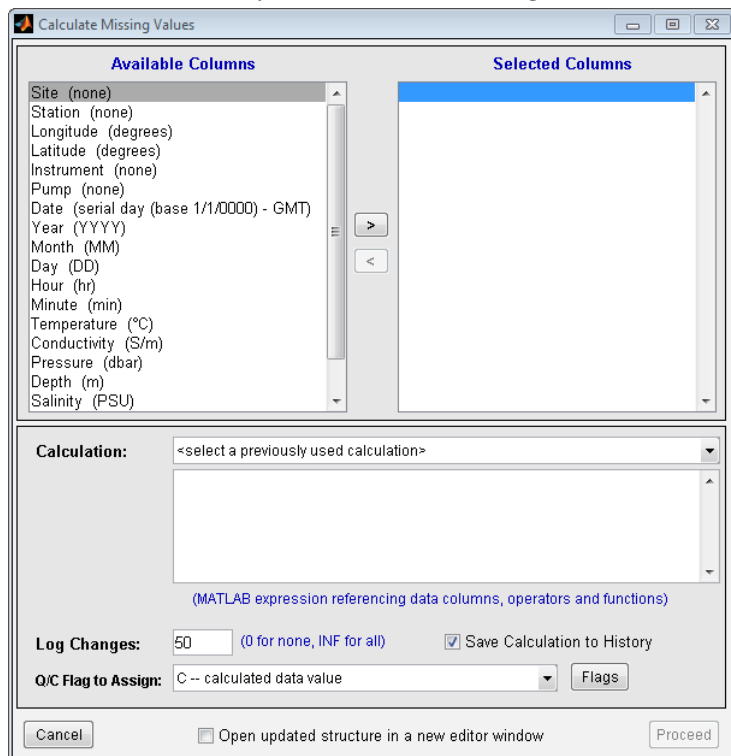 Calculate Missing Values
Available Columns
Selected Columns
Site (none)
Station (none)
Longitude (degrees)
Latitude (degrees)
Instrument (none)
Pump (none)
Date (serial day (base 1/1/0000) - GMT)
Year (YYYY)
Month (MM)
Day (DD)
Hour (hr)
Minute (min)
Temperature (°C)
Conductivity (S/m)
Pressure (dbar)
Depth (m)
Salinity (PSU)
>
<
Calculation:
<select a previously used calculation>
(MATLAB expression referencing data columns, operators and functions)
Log Changes:
50
(0 for none, INF for all)
Save Calculation to History
Q/C Flag to Assign:
C -- calculated data value
Flags
Cancel
Open updated structure in a new editor window
Proceed